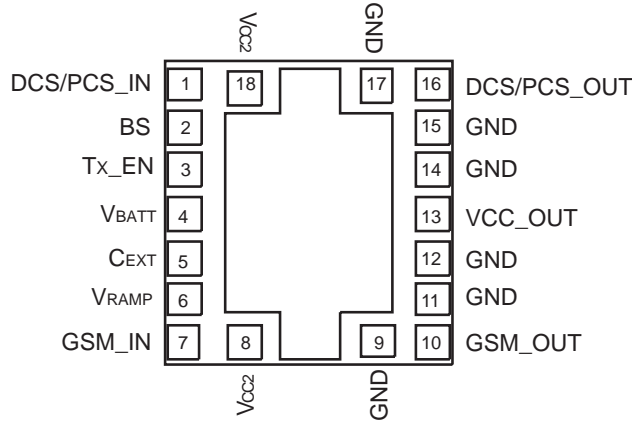 VCC2 GND
DCS/PCS_IN 1 18 17 16 DCS/PCS_OUT
BS 2 15 GND
TX_EN 3 14 GND
VBATT 4 13 VCC_OUT
CEXT 5 12 GND
VRAMP 6 11 GND
GSM_IN 7 8 9 10 GSM_OUT
VCC2 GND